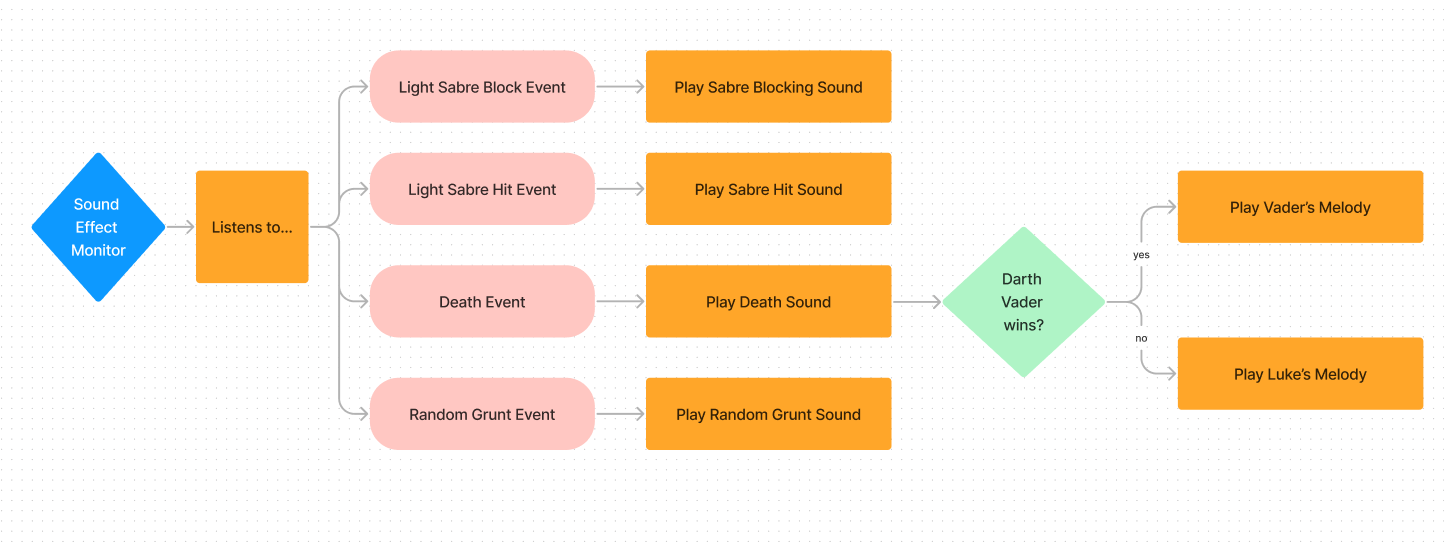 Sound
Effect
Monitor
Listens to...
Light Sabre Block Event
Play Sabre Blocking Sound
Light Sabre Hit Event
Play Sabre Hit Sound
Death Event
Play Death Sound
Random Grunt Event
Play Random Grunt Sound
Darth
Vader
wins?
yes
Play Vader’s Melody
no
Play Luke’s Melody